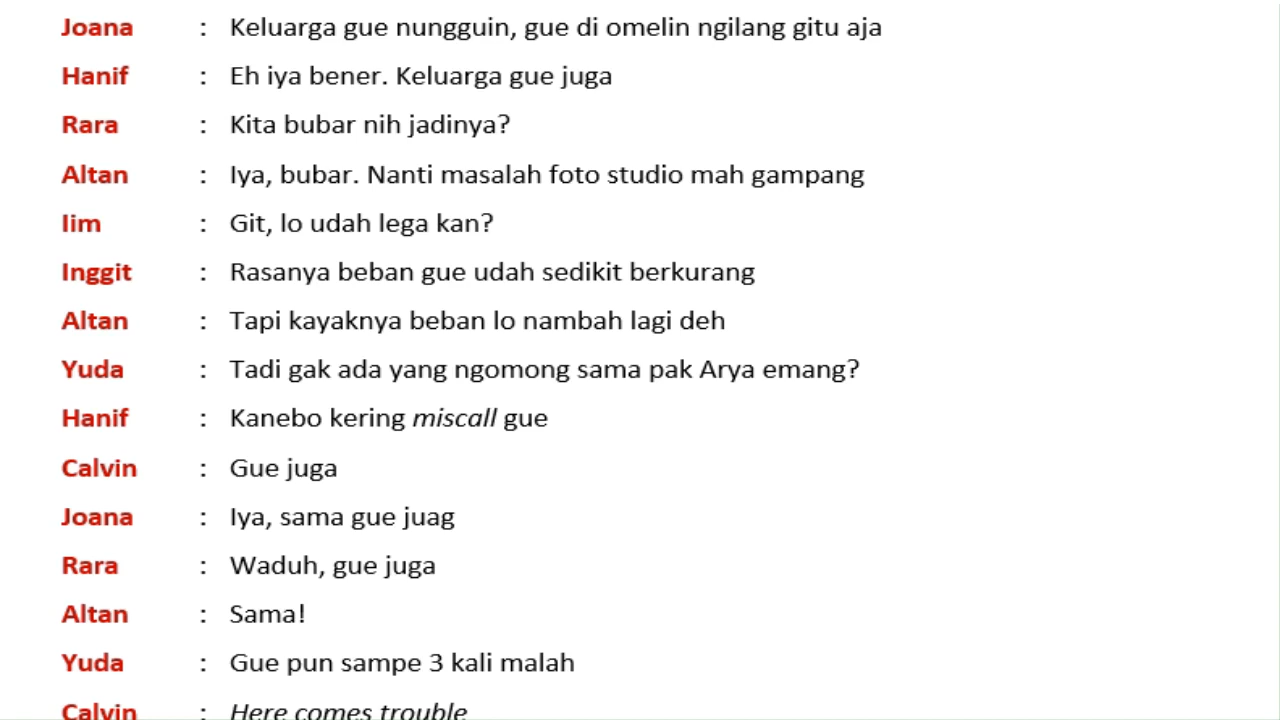 Joana : Keluarga gue nungguin, gue di omelin ngilang gitu aja
Hanif : Eh iya bener. Keluarga gue juga
Rara : Kita bubar nih jadinya?
Altan : Iya, bubar. Nanti masalah foto studio mah gampang
Iim : Git, lo udah lega kan?
Inggit : Rasanya beban gue udah sedikit berkurang
Altan : Tapi kayaknya beban lo nambah lagi deh
Yuda : Tadi gak ada yang ngomong sama pak Arya emang?
Hanif : Kanebo kering miscall gue
Calvin : Gue juga
Joana : Iya, sama gue juag
Rara : Waduh, gue juga
Altan : Sama!
Yuda : Gue pun sampe 3 kali malah
Calvin : Here comes trouble